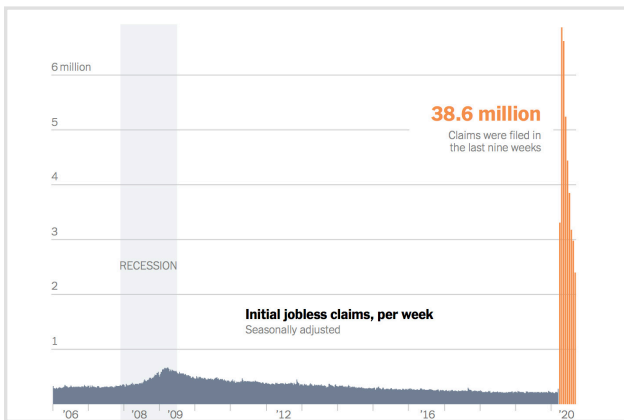 6 million
5
4
3
2
1
38.6 million
Claims were filed in
the last nine weeks
RECESSION
Initial jobless claims, per week
Seasonally adjusted
'06
'08
'09
'12
'16
'20